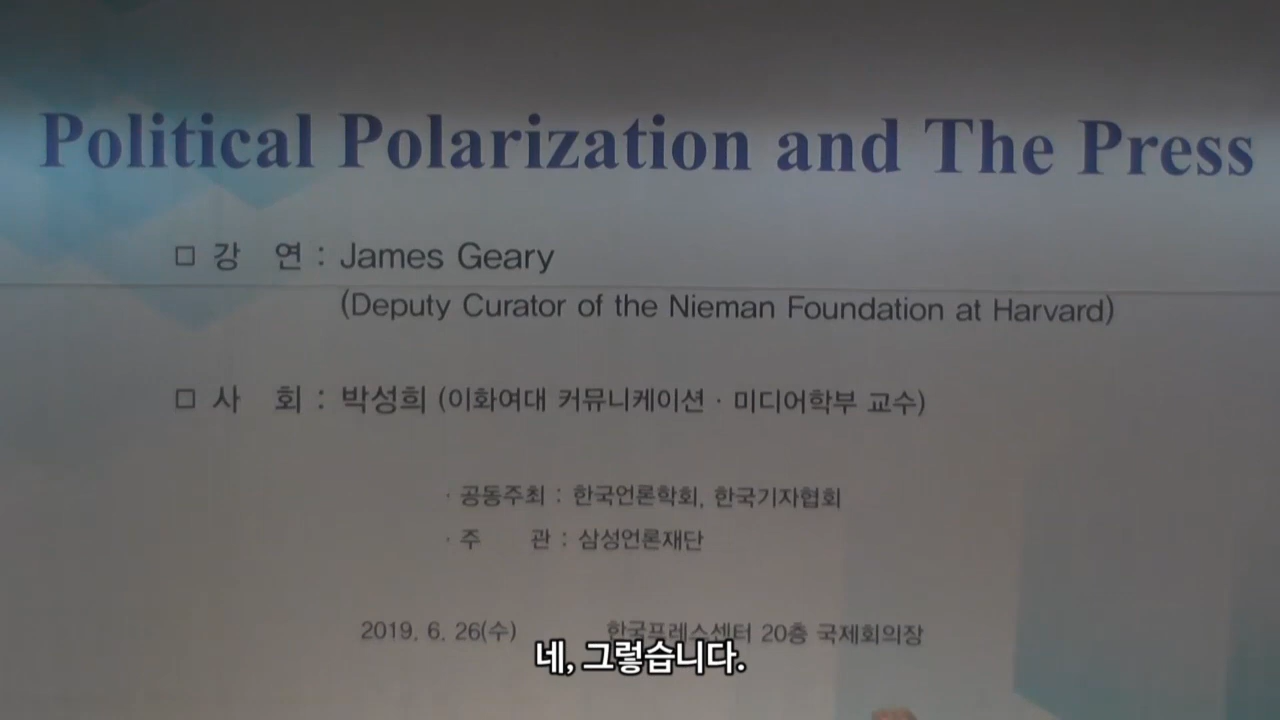 Political Polarization and The Press
□ 강 연 : James Geary
(Deputy Curator of the Nieman Foundation at Harvard)
□ 사 회 : 박성희 (이화여대 커뮤니케이션 · 미디어학부 교수)
· 공동주최 : 한국언론학회, 한국기자협회
· 주 관 : 삼성언론재단
2019. 6. 26(수) 한국프레스센터 20층 국제회의장
네, 그렇습니다.